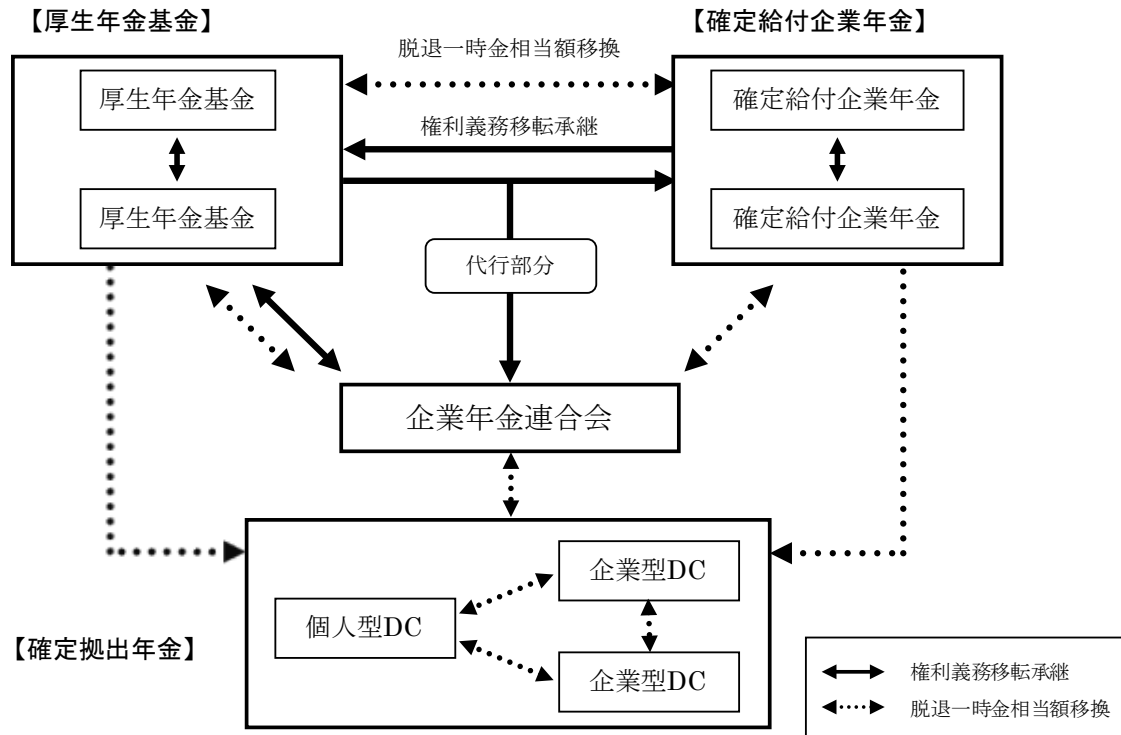 【厚生年金基金】
【確定給付企業年金】
脱退一時金相当額移換
厚生年金基金
確定給付企業年金
権利義務移転承継
厚生年金基金
確定給付企業年金
代行部分
企業年金連合会
企業型DC
個人型DC
企業型DC
【確定拠出年金】
権利義務移転承継
脱退一時金相当額移換